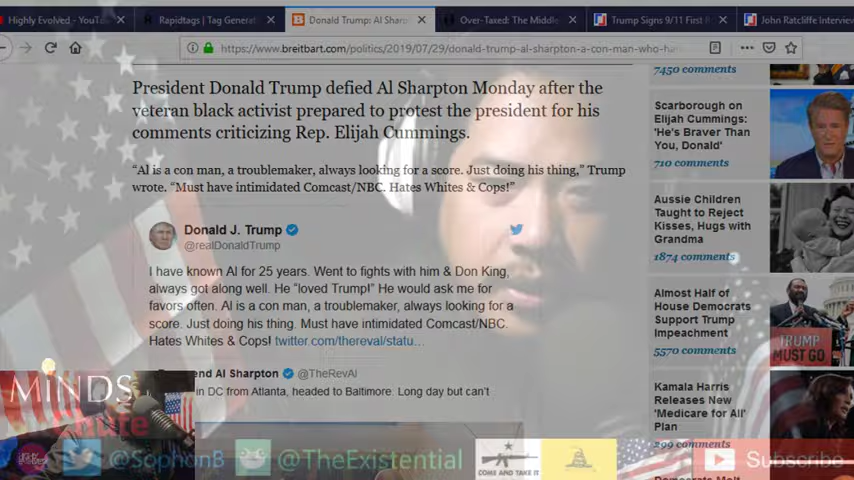 Highly Evolved - YouT
Rapidtags | Tag Generat
Donald Trump: Al Sharp
Over-Taxed: The Middle
Trump Signs 9/11 First R
John Ratcliffe Interview
https://www.breitbart.com/politics/2019/07/29/donald-trump-al-sharpton-a-con-man-who-ha
President Donald Trump defied Al Sharpton Monday after the
veteran black activist prepared to protest the president for his
comments criticizing Rep. Elijah Cummings.
“Al is a con man, a troublemaker, always looking for a score. Just doing his thing,” Trump
wrote. “Must have intimidated Comcast/NBC. Hates Whites & Cops!”
Donald J. Trump
@realDonaldTrump
I have known Al for 25 years. Went to fights with him & Don King,
always got along well. He “loved Trump!” He would ask me for
favors often. Al is a con man, a troublemaker, always looking for a
score. Just doing his thing. Must have intimidated Comcast/NBC.
Hates Whites & Cops! twitter.com/thereval/statu…
end Al Sharpton @TheRevAl
in DC from Atlanta, headed to Baltimore. Long day but can't
7450 comments
Scarborough on
Elijah Cummings:
'He's Braver Than
You, Donald'
710 comments
Aussie Children
Taught to Reject
Kisses, Hugs with
Grandma
1874 comments
Almost Half of
House Democrats
Support Trump
Impeachment
5570 comments
TRUMP
MUST GO
Kamala Harris
Releases New
'Medicare for All'
Plan
299 comments
MINDS
@SophonB
@TheExistential
COME AND TAKE IT
Subscribe